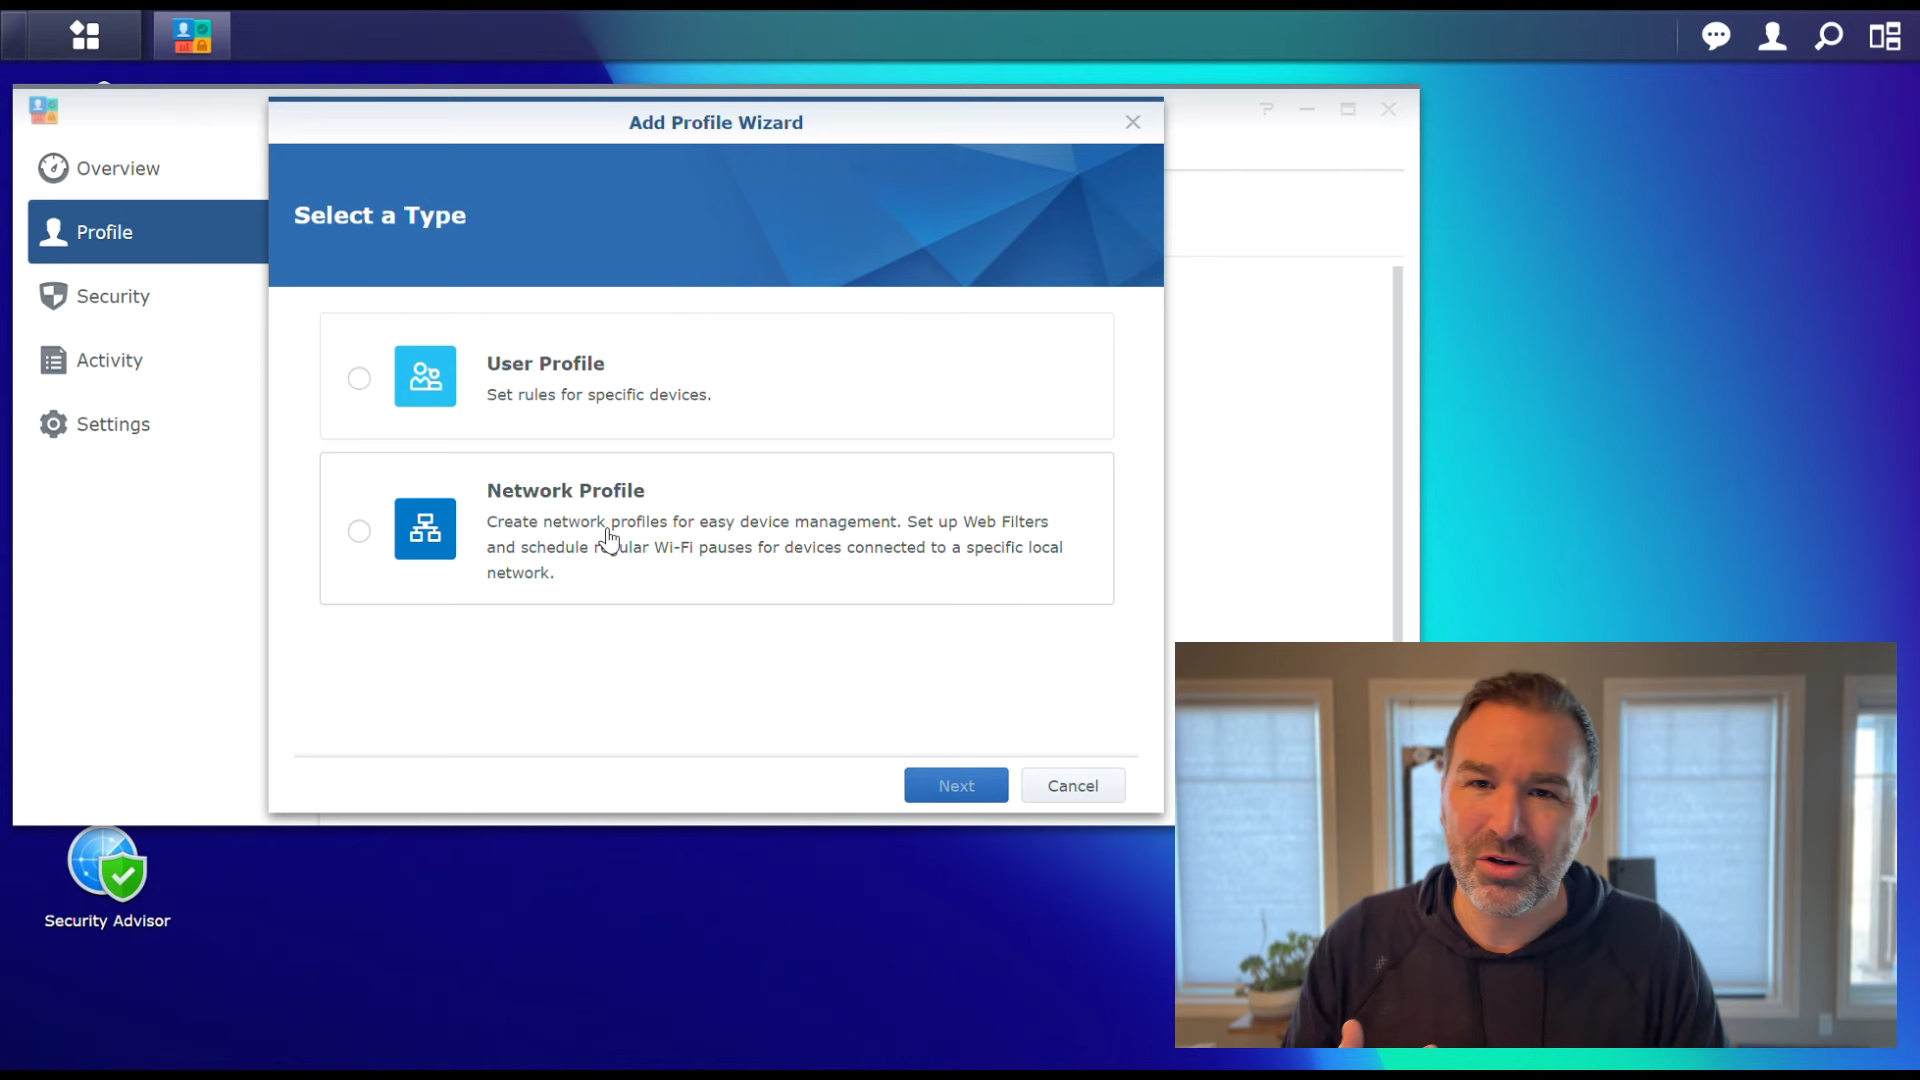 Add Profile Wizard
Overview
Profile
Security
Activity
Settings
Select a Type
User Profile
Set rules for specific devices.
Network Profile
Create network profiles for easy device management. Set up Web Filters
and schedule regular Wi-Fi pauses for devices connected to a specific local
network.
Next
Cancel
Security Advisor